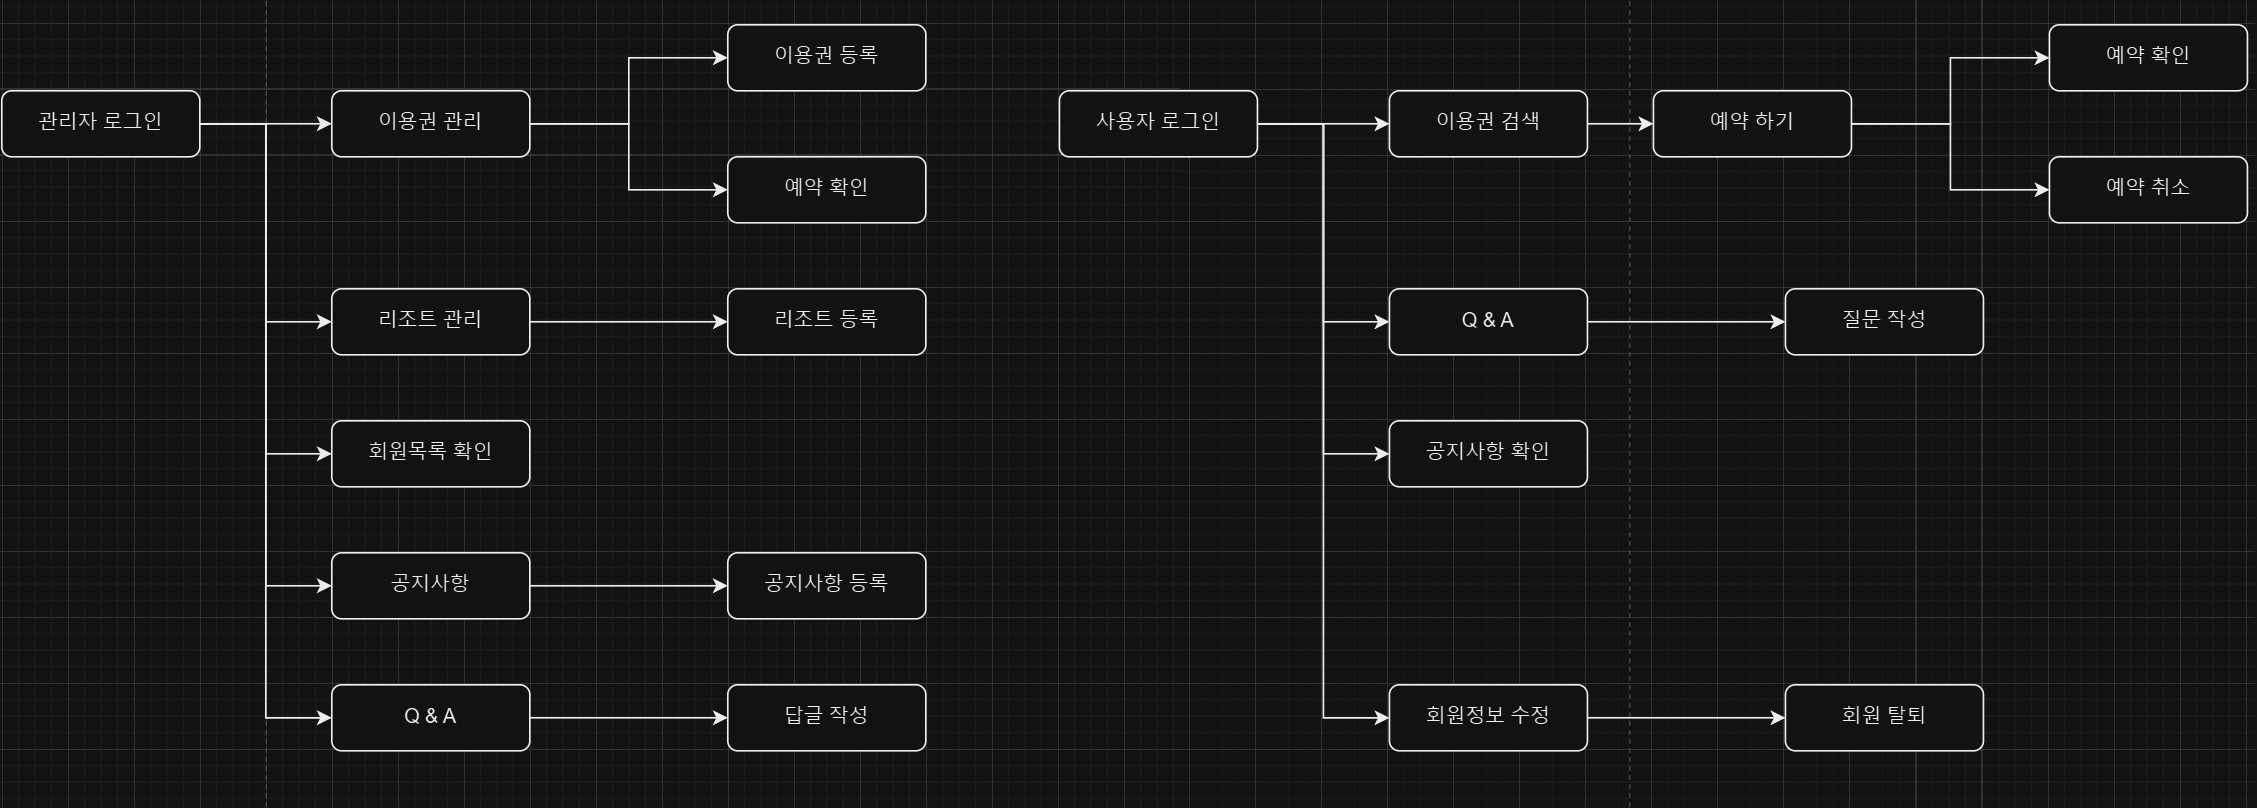 관리자 로그인
이용권 관리
이용권 등록
예약 확인
리조트 관리
리조트 등록
회원목록 확인
공지사항
공지사항 등록
Q & A
답글 작성
사용자 로그인
이용권 검색
예약 하기
예약 확인
예약 취소
Q & A
질문 작성
공지사항 확인
회원정보 수정
회원 탈퇴